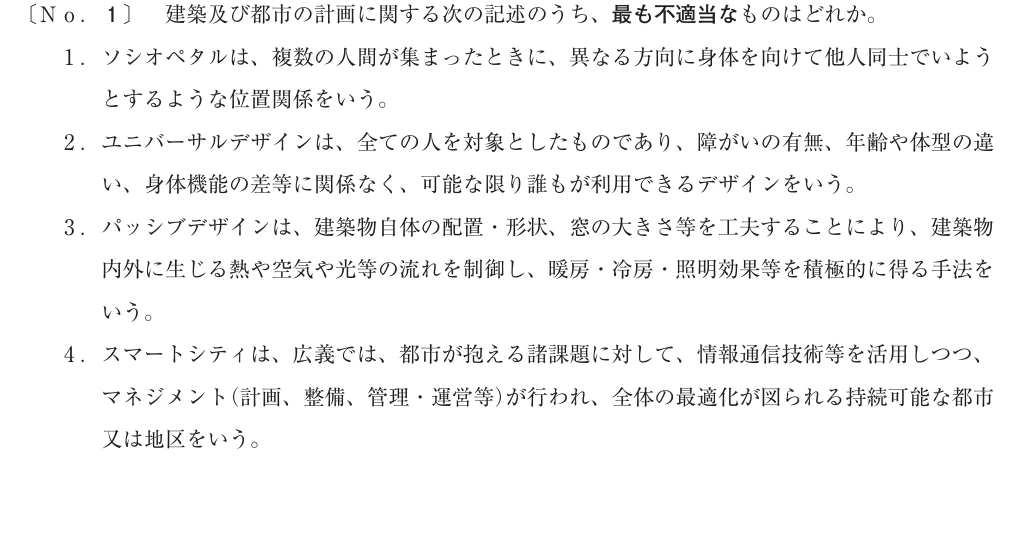 〔Ｎｏ．１〕　建築及び都市の計画に関する次の記述のうち、最も不適当なものはどれか。
１．ソシオペタルは、複数の人間が集まったときに、異なる方向に身体を向けて他人同士でいよう
とするような位置関係をいう。
２．ユニバーサルデザインは、全ての人を対象としたものであり、障がいの有無、年齢や体型の違
い、身体機能の差等に関係なく、可能な限り誰もが利用できるデザインをいう。
３．パッシブデザインは、建築物自体の配置・形状、窓の大きさ等を工夫することにより、建築物
内外に生じる熱や空気や光等の流れを制御し、暖房・冷房・照明効果等を積極的に得る手法を
いう。
４．スマートシティは、広義では、都市が抱える諸課題に対して、情報通信技術等を活用しつつ、
マネジメント(計画、整備、管理・運営等)が行われ、全体の最適化が図られる持続可能な都市
又は地区をいう。